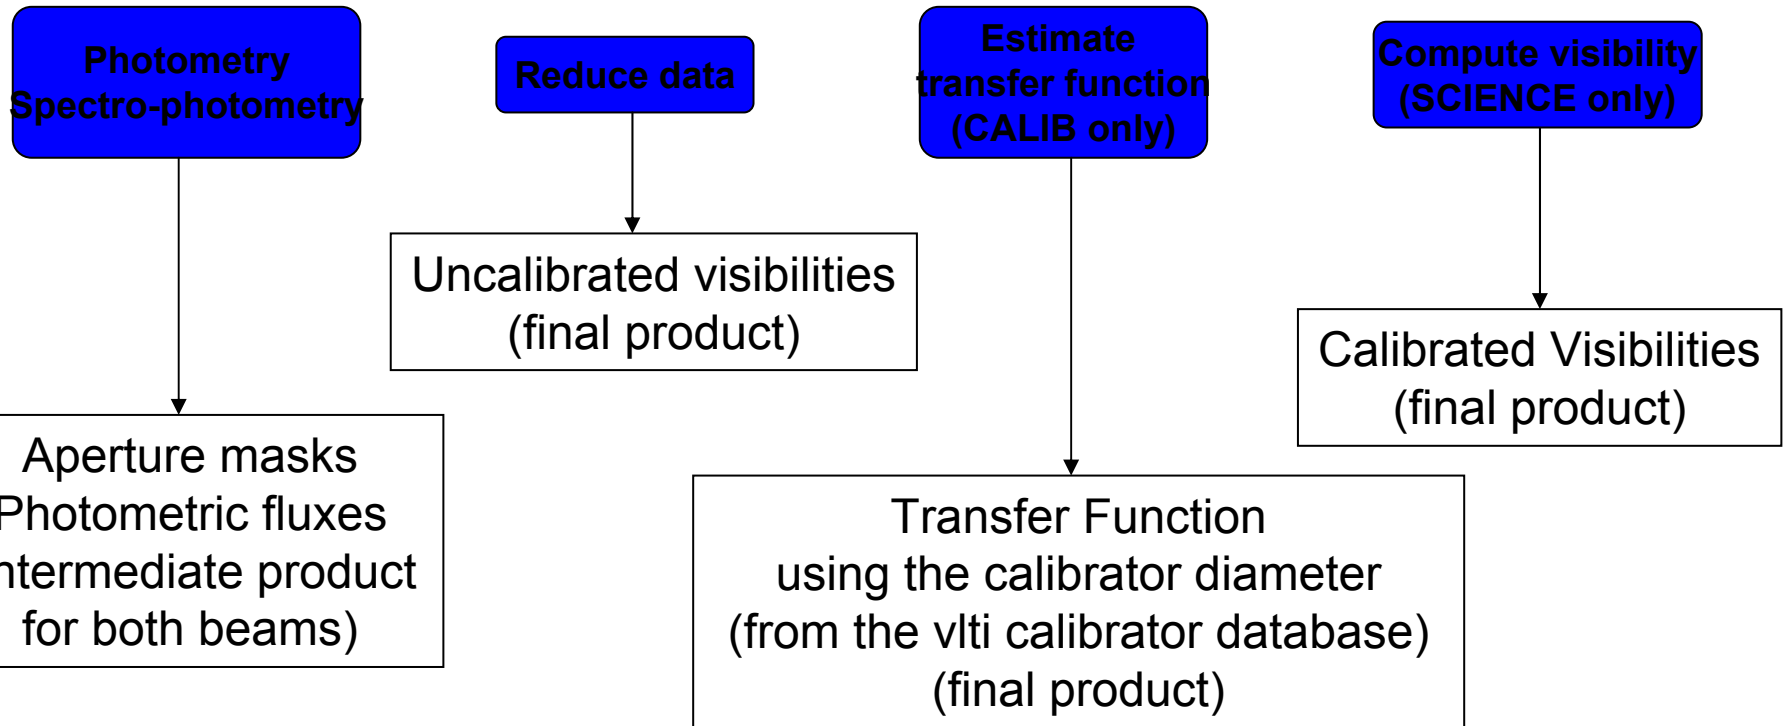 Photometry
Spectro-photometry
Reduce data
Estimate
transfer function
(CALIB only)
Compute visibility
(SCIENCE only)
Uncalibrated visibilities
(final product)
Calibrated Visibilities
(final product)
Aperture masks
Photometric fluxes
ntermediate product
for both beams)
Transfer Function
using the calibrator diameter
(from the vlti calibrator database)
(final product)